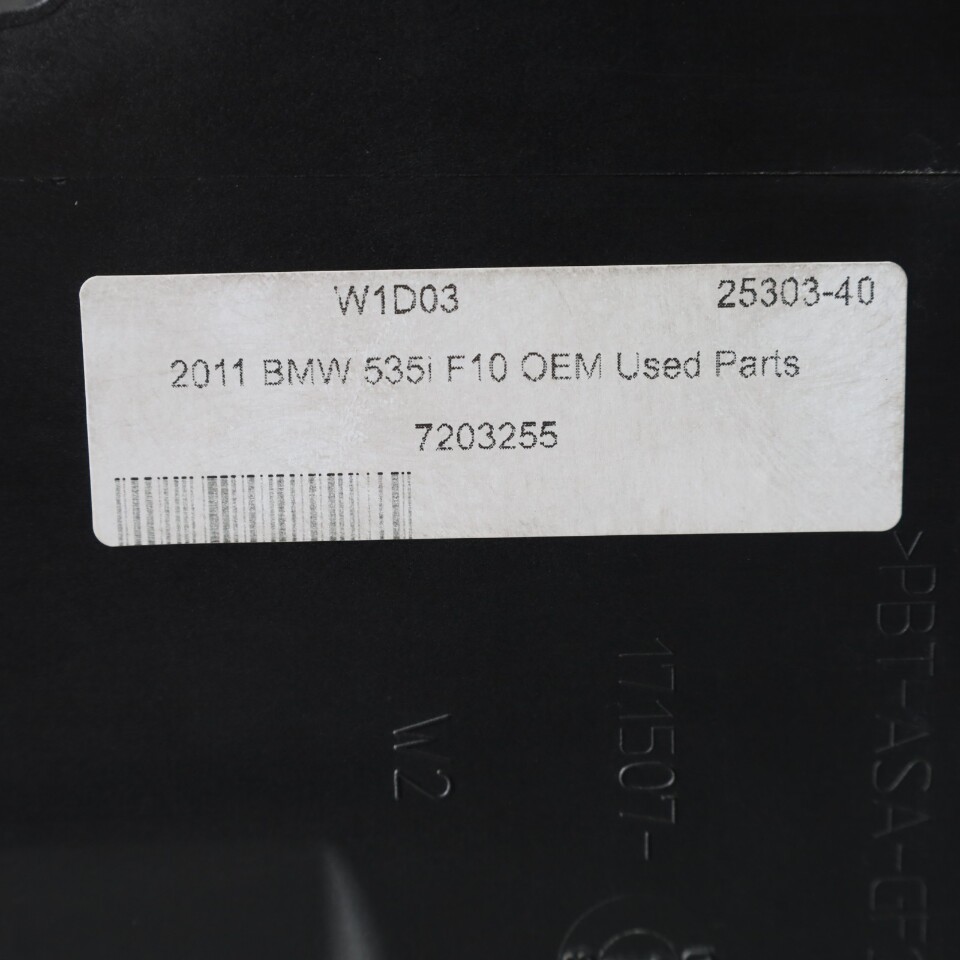 W1D03 25303-40
2011 BMW 535i F10 OEM Used Parts
7203255
>PBT-ASA-GF
171507-
W2